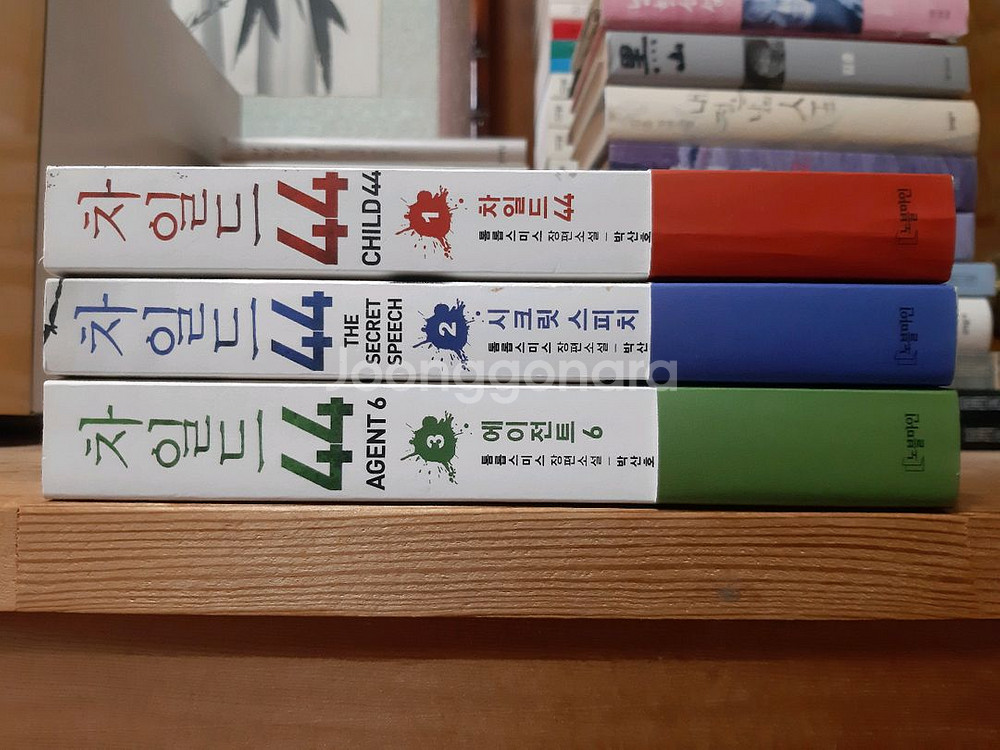 차일드
44
CHILD 44
1
차일드 44
톰 롭 스미스 장편소설 – 박산호
노블마인
차일드
44
THE
SECRET
SPEECH
2
시크릿 스피치
톰 롭 스미스 장편소설 – 박산
노블마인
차일드
44
AGENT 6
3
에이전트 6
톰 롭 스미스 장편소설 – 박산호
노블마인
Joonggonara